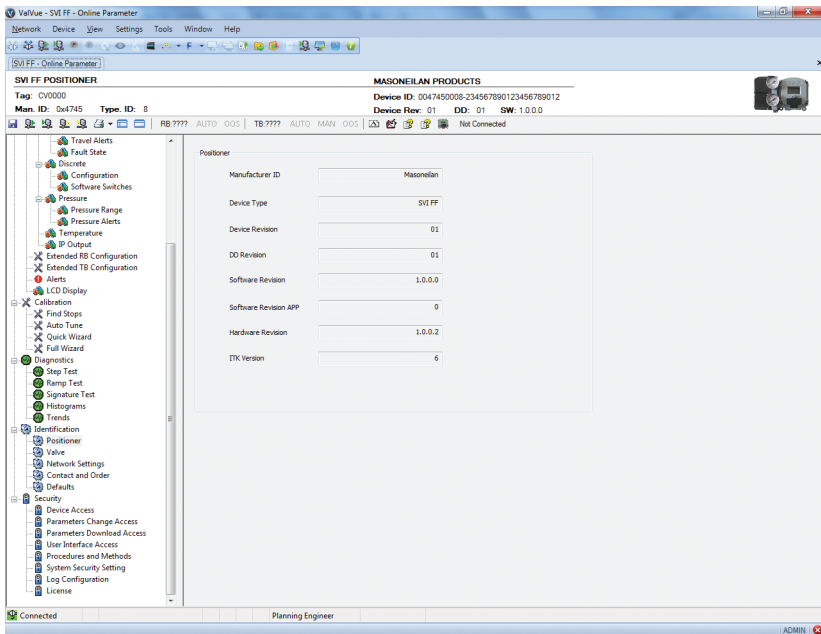 ValVue - SVI FF - Online Parameter
Network Device View Settings Tools Window Help
SVI FF - Online Parameter
SVI FF POSITIONER
MASONEILAN PRODUCTS
Tag: CV0000
Device ID: 0047450008-234567890123456789012
Man. ID: 0x4745 Type. ID: 8
Device Rev: 01 DD: 01 SW: 1.0.0.0
RB:???? AUTO OOS TB:???? AUTO MAN OOS Not Connected
Travel Alerts
Fault State
Discrete
Configuration
Software Switches
Pressure
Pressure Range
Pressure Alerts
Temperature
IP Output
Extended RB Configuration
Extended TB Configuration
Alerts
LCD Display
Calibration
Find Stops
Auto Tune
Quick Wizard
Full Wizard
Diagnostics
Step Test
Ramp Test
Signature Test
Histograms
Trends
Identification
Positioner
Valve
Network Settings
Contact and Order
Defaults
Security
Device Access
Parameters Change Access
Parameters Download Access
User Interface Access
Procedures and Methods
System Security Setting
Log Configuration
License
Positioner
Manufacturer ID Masoneilan
Device Type SVI FF
Device Revision 01
DD Revision 01
Software Revision 1.0.0.0
Software Revision APP 0
Hardware Revision 1.0.0.2
ITK Version 6
Connected Planning Engineer
ADMIN